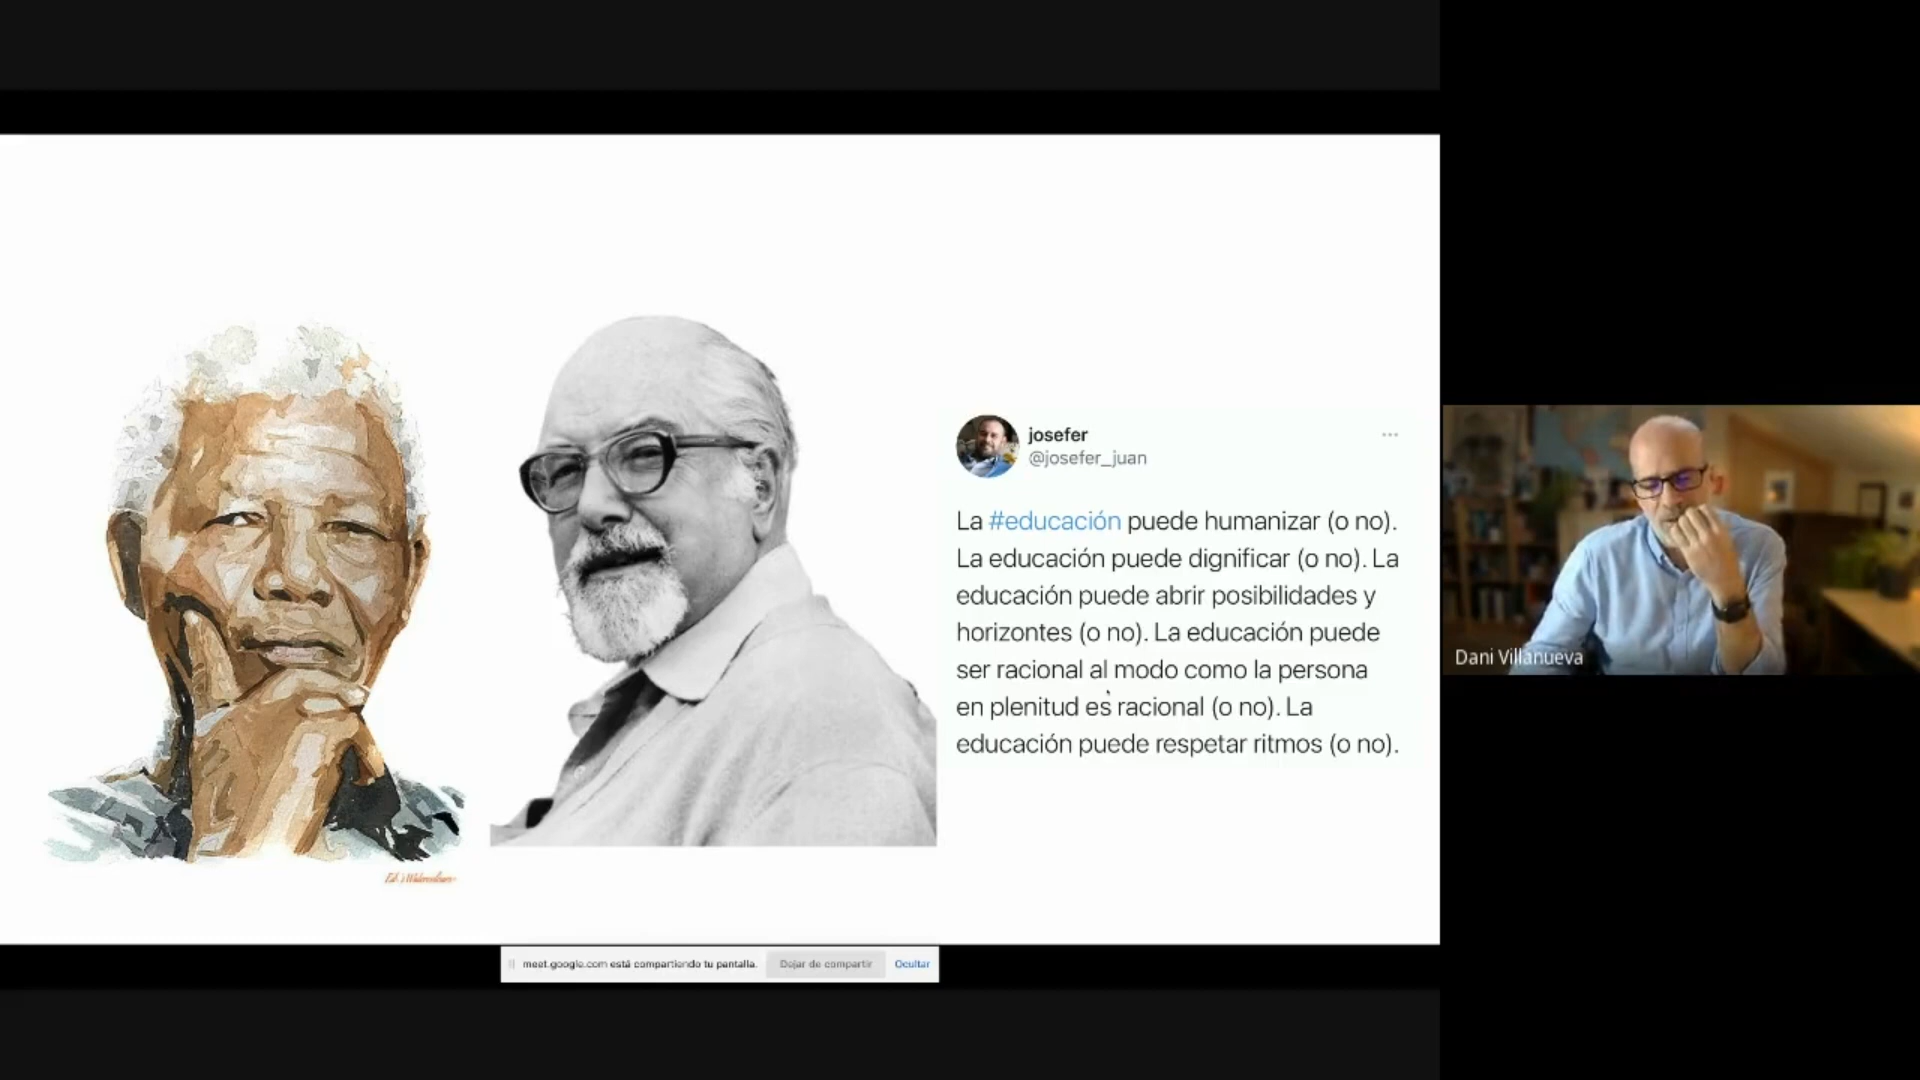 josefer
@josefer_juan
La #educación puede humanizar (o no).
La educación puede dignificar (o no). La
educación puede abrir posibilidades y
horizontes (o no). La educación puede
ser racional al modo como la persona
en plenitud es racional (o no). La
educación puede respetar ritmos (o no).
Dani Villanueva
meet.google.com está compartiendo tu pantalla. Dejar de compartir Ocultar